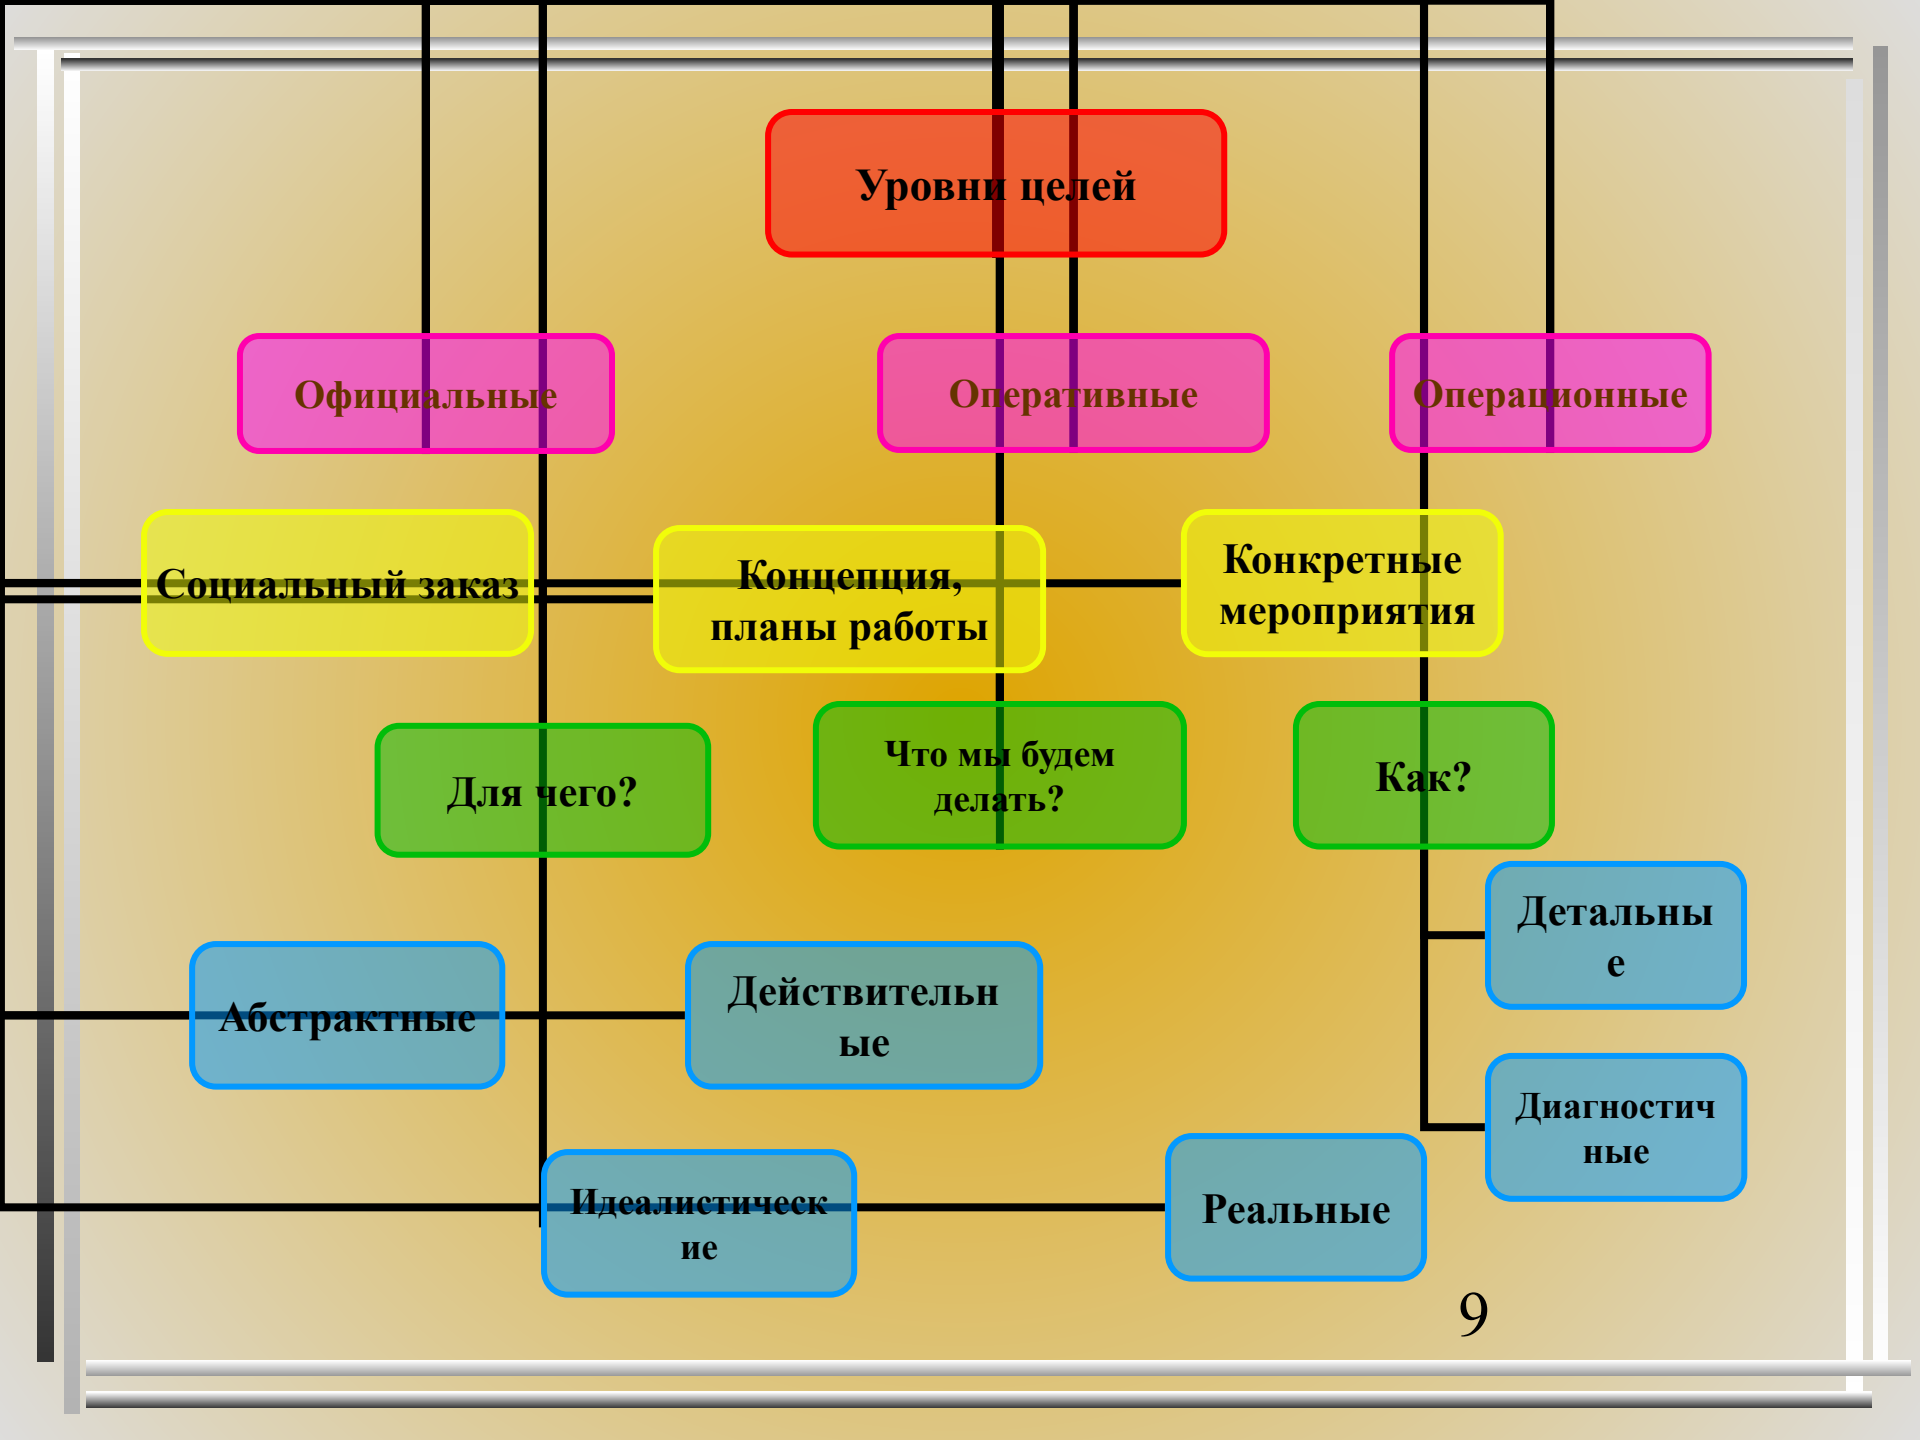 Уровни целей
Официальные
Оперативные
Операционные
Социальный заказ
Концепция,
планы работы
Конкретные
мероприятия
Для чего?
Что мы будем
делать?
Как?
Детальны
е
Абстрактные
Действительн
ые
Диагностич
ные
Идеалистическ
ие
Реальные
9